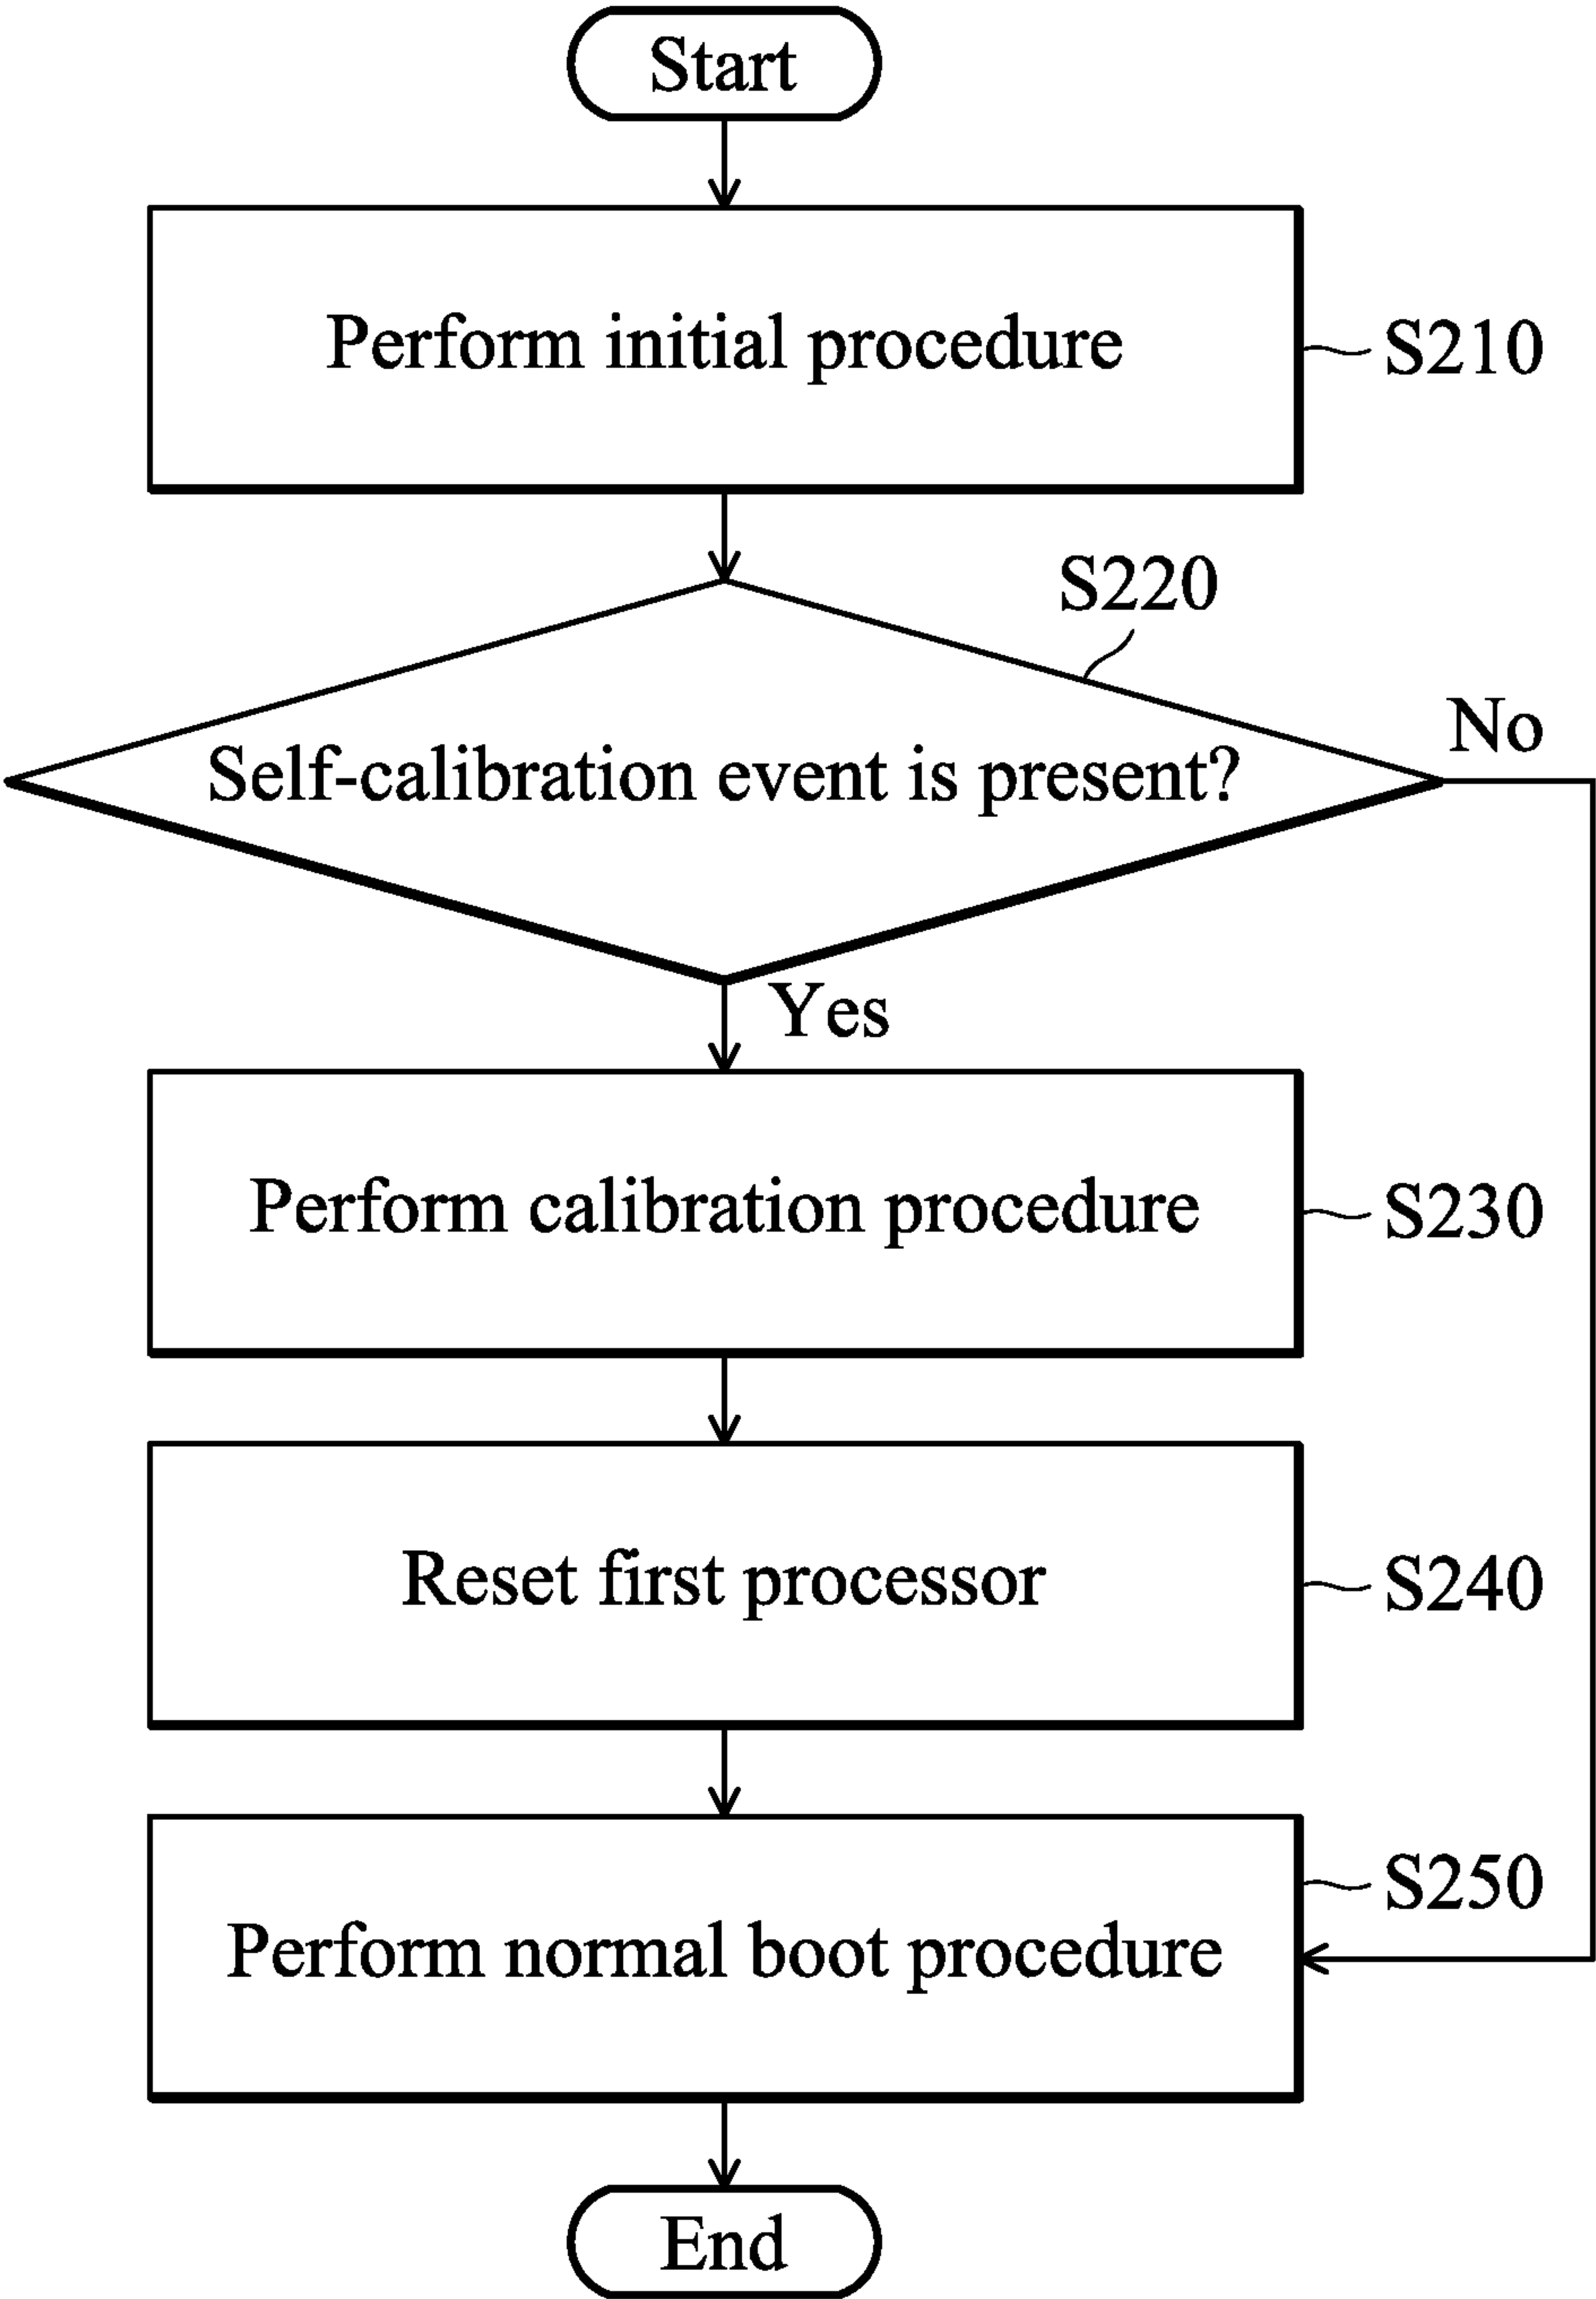 Start
Perform initial procedure
S210
S220
Self-calibration event is present?
No
Yes
Perform calibration procedure
S230
Reset first processor
S240
Perform normal boot procedure
S250
End